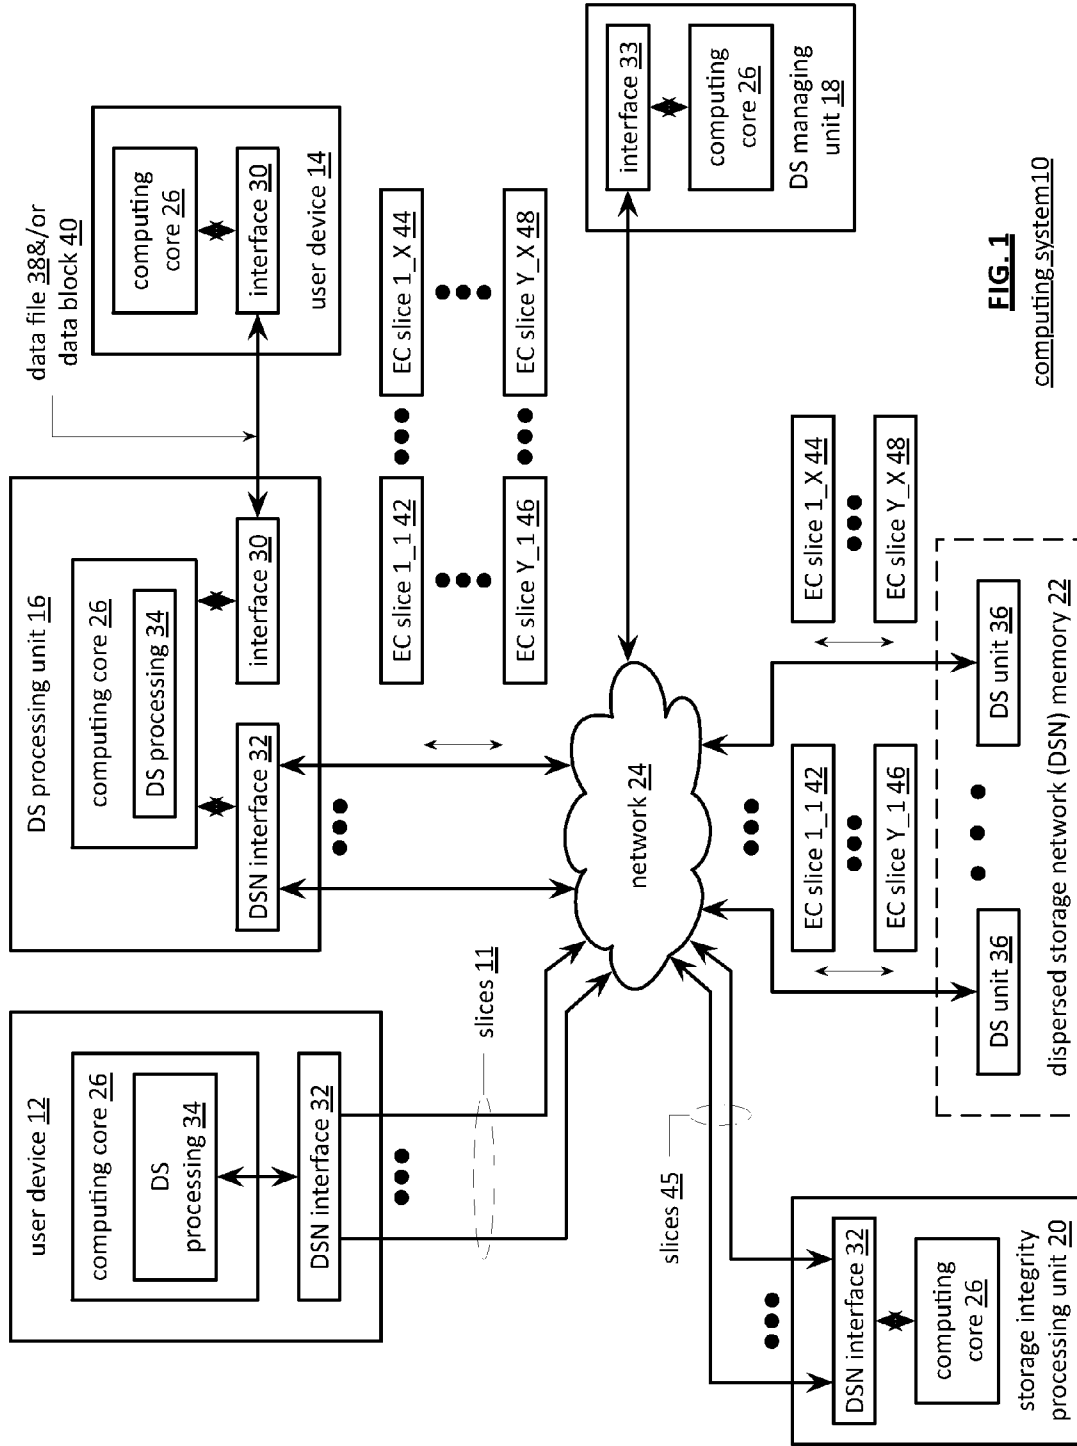 user device 12
computing core 26
DS
processing 34
DSN interface 32
slices 11
DS processing unit 16
computing core 26
DS processing 34
DSN interface 32
interface 30
data file 38&/or
data block 40
computing
core 26
interface 30
user device 14
EC slice 1_1 42
EC slice 1_X 44
EC slice Y_1 46
EC slice Y_X 48
network 24
interface 33
computing
core 26
DS managing
unit 18
slices 45
DSN interface 32
computing
core 26
storage integrity
processing unit 20
EC slice 1_1 42
EC slice Y_1 46
EC slice 1_X 44
EC slice Y_X 48
DS unit 36
DS unit 36
dispersed storage network (DSN) memory 22
FIG. 1
computing system10